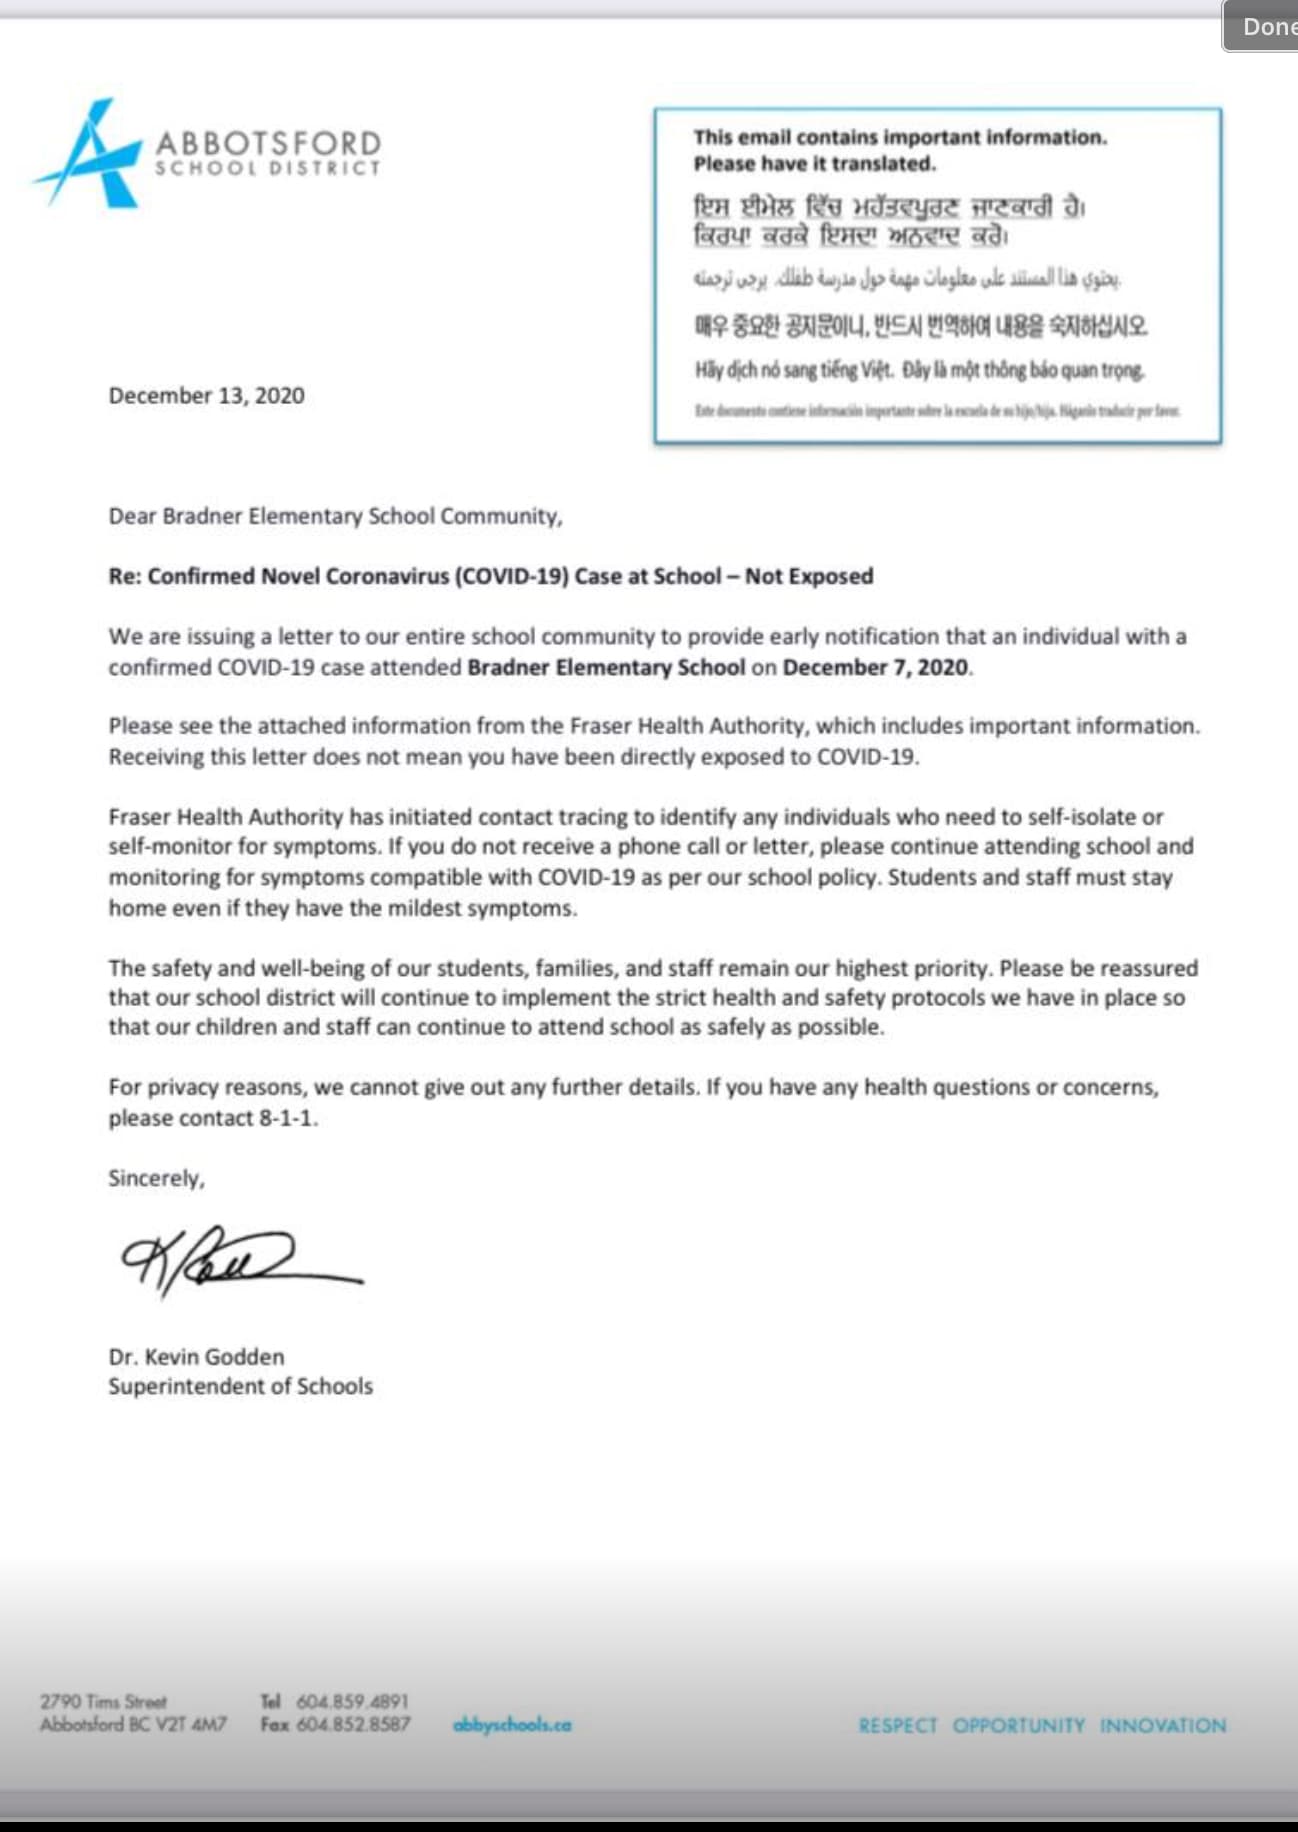 Done
ABBOTSFORD
SCHOOL DISTRICT
This email contains important information.
Please have it translated.
ਇਸ ਈਮੇਲ ਵਿੱਚ ਮਹੱਤਵਪੂਰਣ ਜਾਣਕਾਰੀ ਹੈ।
ਕਿਰਪਾ ਕਰਕੇ ਇਸਦਾ ਅਨੁਵਾਦ ਕਰੋ।
يحتوي هذا المستند على معلومات مهمة حول مدرسة طفلك. يرجى ترجمته.
매우 중요한 공지문이니, 반드시 번역하여 내용을 숙지하십시오.
Hãy dịch nó sang tiếng Việt. Đây là một thông báo quan trọng.
Este documento contiene información importante sobre la escuela de su hijo/hija. Háganlo traducir por favor.
December 13, 2020
Dear Bradner Elementary School Community,
Re: Confirmed Novel Coronavirus (COVID-19) Case at School – Not Exposed
We are issuing a letter to our entire school community to provide early notification that an individual with a
confirmed COVID-19 case attended Bradner Elementary School on December 7, 2020.
Please see the attached information from the Fraser Health Authority, which includes important information.
Receiving this letter does not mean you have been directly exposed to COVID-19.
Fraser Health Authority has initiated contact tracing to identify any individuals who need to self-isolate or
self-monitor for symptoms. If you do not receive a phone call or letter, please continue attending school and
monitoring for symptoms compatible with COVID-19 as per our school policy. Students and staff must stay
home even if they have the mildest symptoms.
The safety and well-being of our students, families, and staff remain our highest priority. Please be reassured
that our school district will continue to implement the strict health and safety protocols we have in place so
that our children and staff can continue to attend school as safely as possible.
For privacy reasons, we cannot give out any further details. If you have any health questions or concerns,
please contact 8-1-1.
Sincerely,
Dr. Kevin Godden
Superintendent of Schools
2790 Tims Street
Abbotsford BC V2T 4M7
Tel 604.859.4891
Fax 604.852.8587
abbyschools.ca
RESPECT OPPORTUNITY INNOVATION